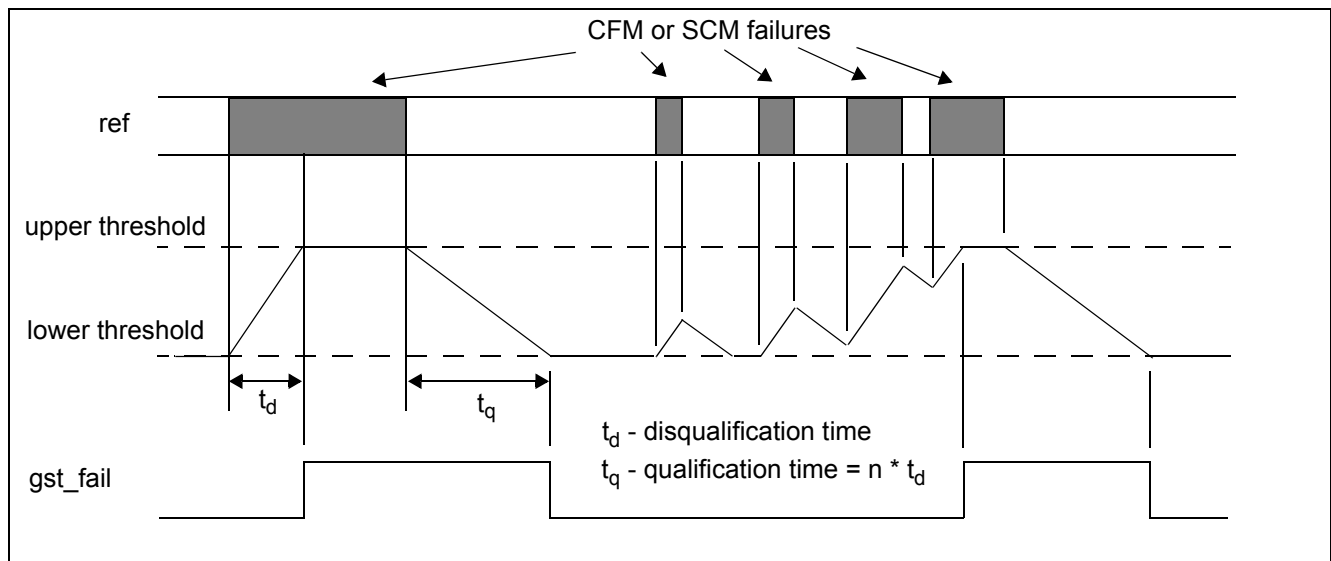 CFM or SCM failures
ref
upper threshold
lower threshold
td
tq
td - disqualification time
tq - qualification time = n * td
gst_fail